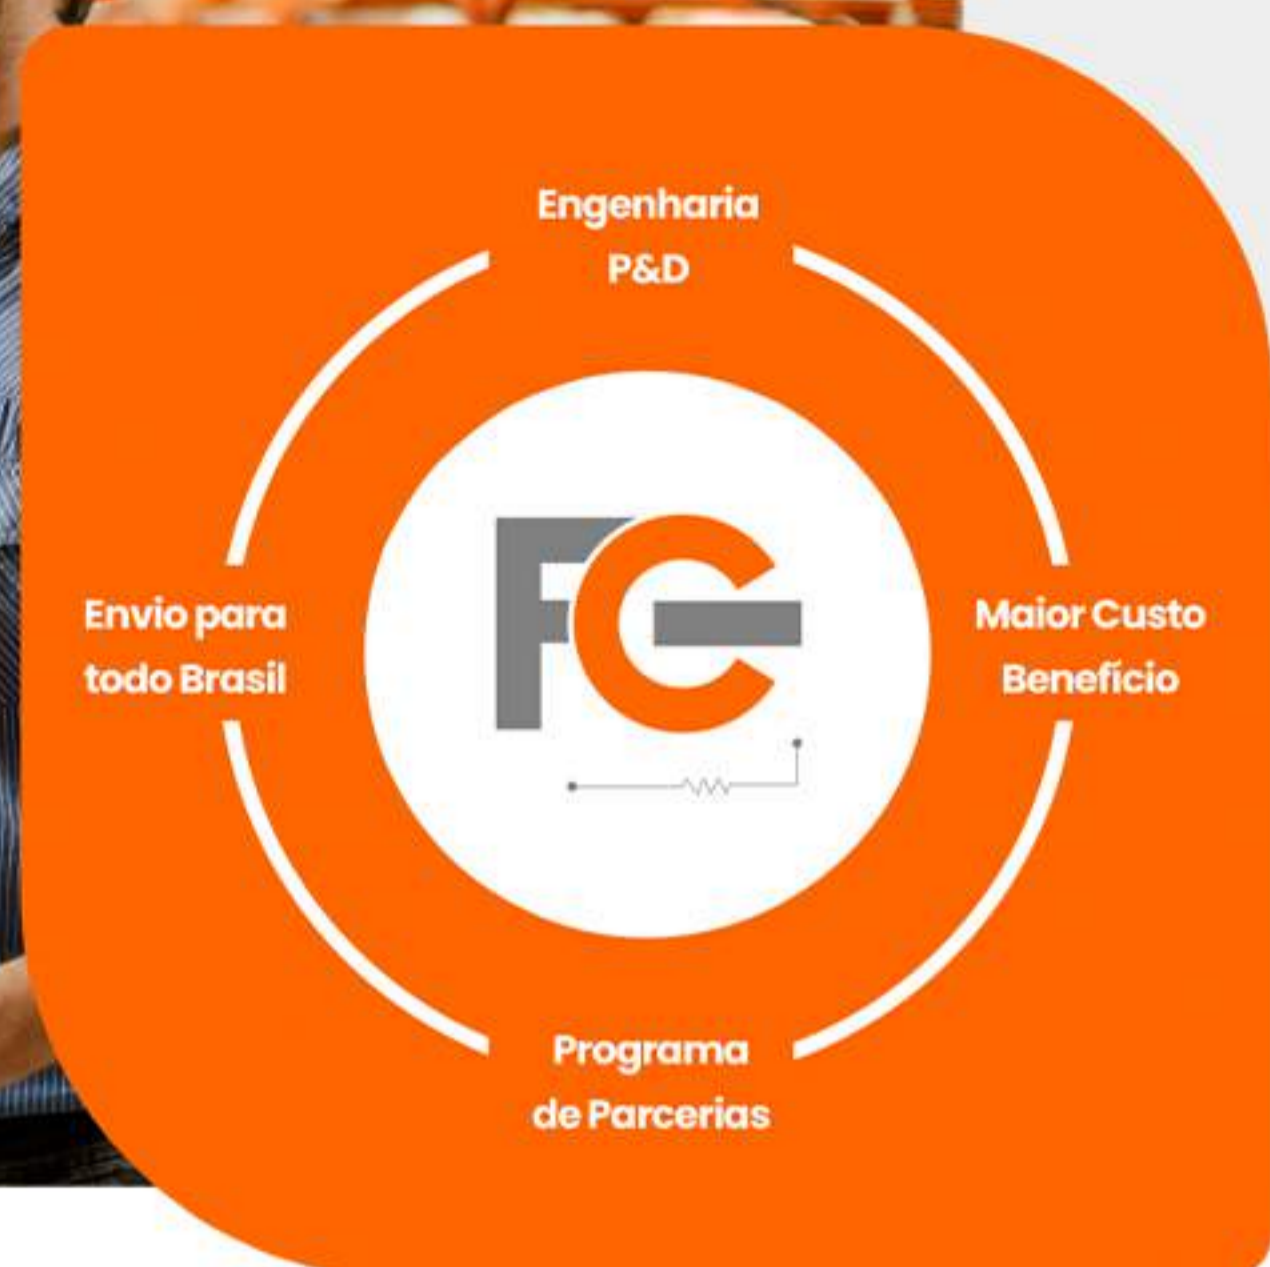 Engenharia
P&D
Envio para
todo Brasil
FC
Maior Custo
Benefício
Programa
de Parcerias